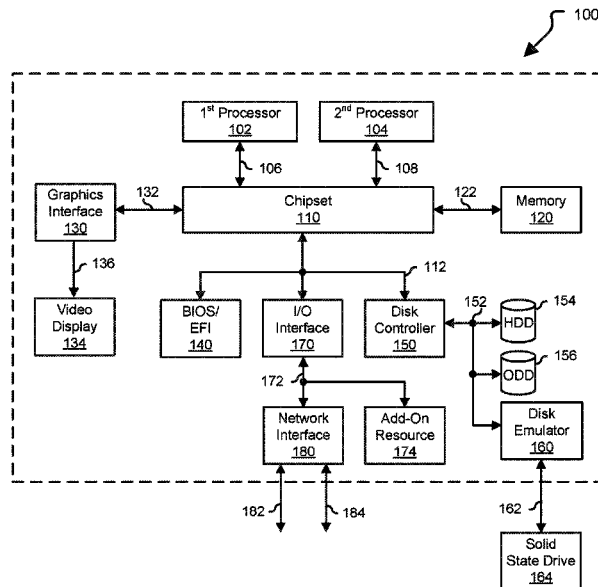 100
1st Processor
102
2nd Processor
104
106
108
Graphics
Interface
130
132
Chipset
110
122
Memory
120
136
112
Video
Display
134
BIOS/
EFI
140
I/O
Interface
170
Disk
Controller
150
152
HDD
154
ODD
156
172
Network
Interface
180
Add-On
Resource
174
Disk
Emulator
160
182
184
162
Solid
State Drive
164